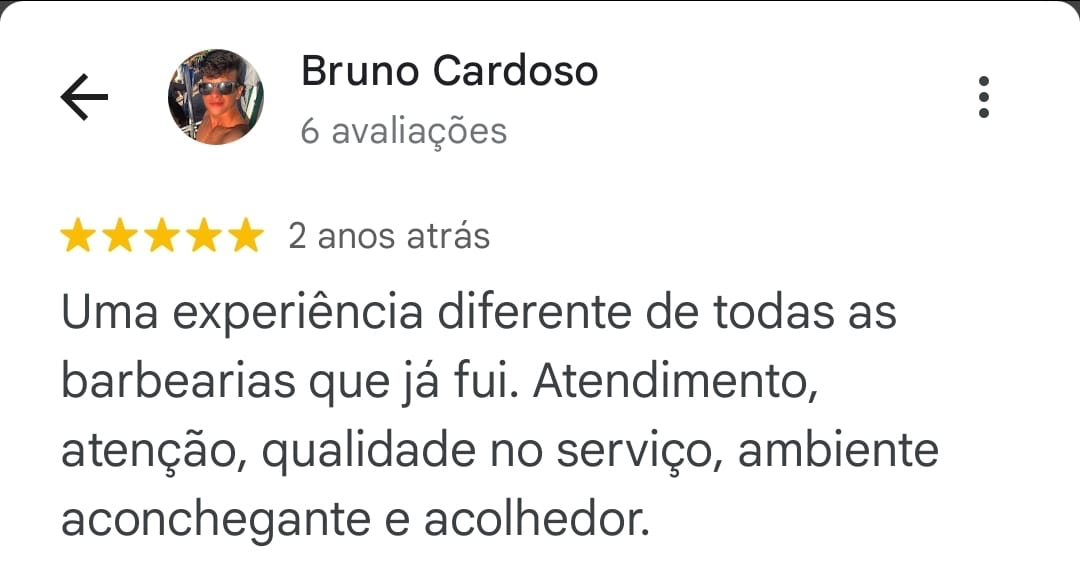 Bruno Cardoso
6 avaliações
2 anos atrás
Uma experiência diferente de todas as
barbearias que já fui. Atendimento,
atenção, qualidade no serviço, ambiente
aconchegante e acolhedor.